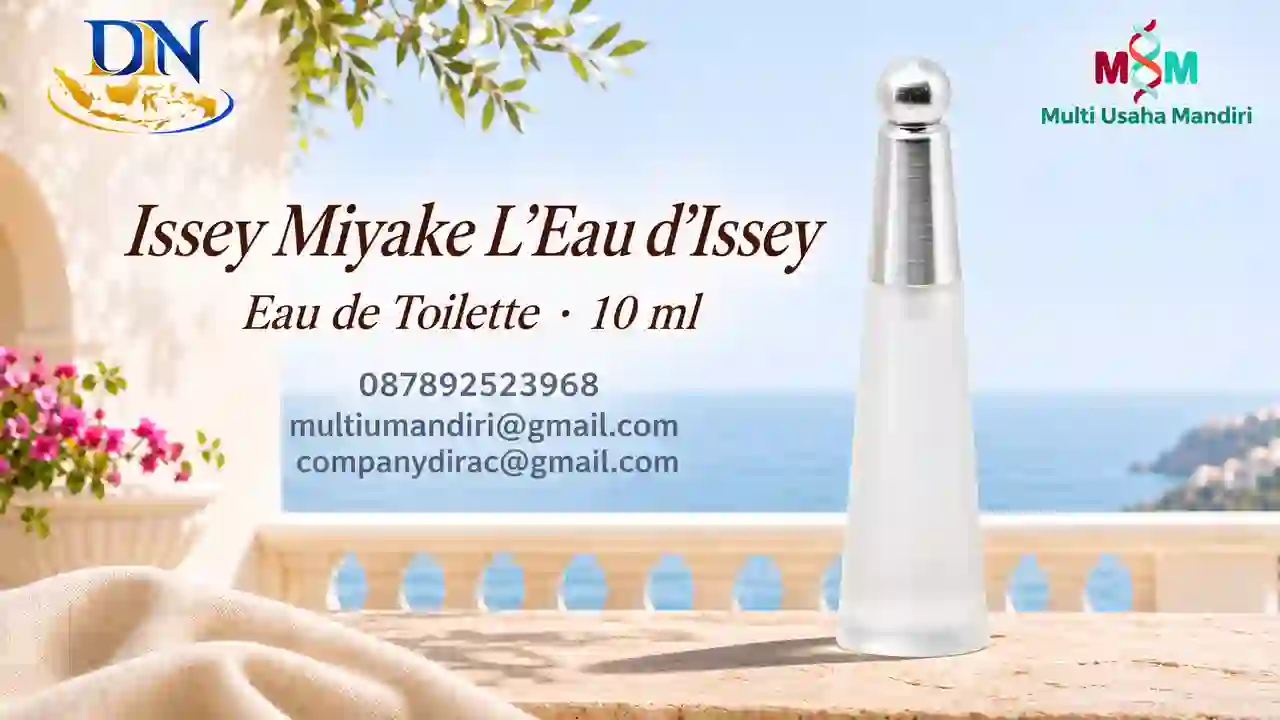 DN
MSM
Multi Usaha Mandiri
Issey Miyake L’Eau d’Issey
Eau de Toilette · 10 ml
087892523968
multiumandiri@gmail.com
companydirac@gmail.com